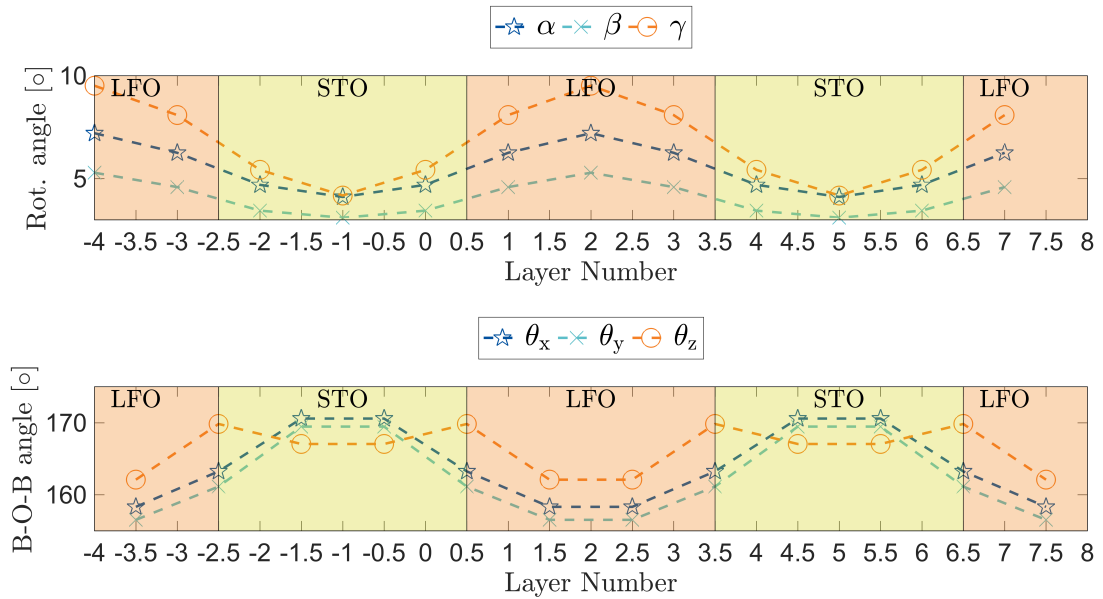 α β γ
LFO STO LFO STO LFO
10
5
Rot. angle [◦]
-4 -3.5 -3 -2.5 -2 -1.5 -1 -0.5 0 0.5 1 1.5 2 2.5 3 3.5 4 4.5 5 5.5 6 6.5 7 7.5 8
Layer Number
θx θy θz
LFO STO LFO STO LFO
170
160
B-O-B angle [◦]
-4 -3.5 -3 -2.5 -2 -1.5 -1 -0.5 0 0.5 1 1.5 2 2.5 3 3.5 4 4.5 5 5.5 6 6.5 7 7.5 8
Layer Number